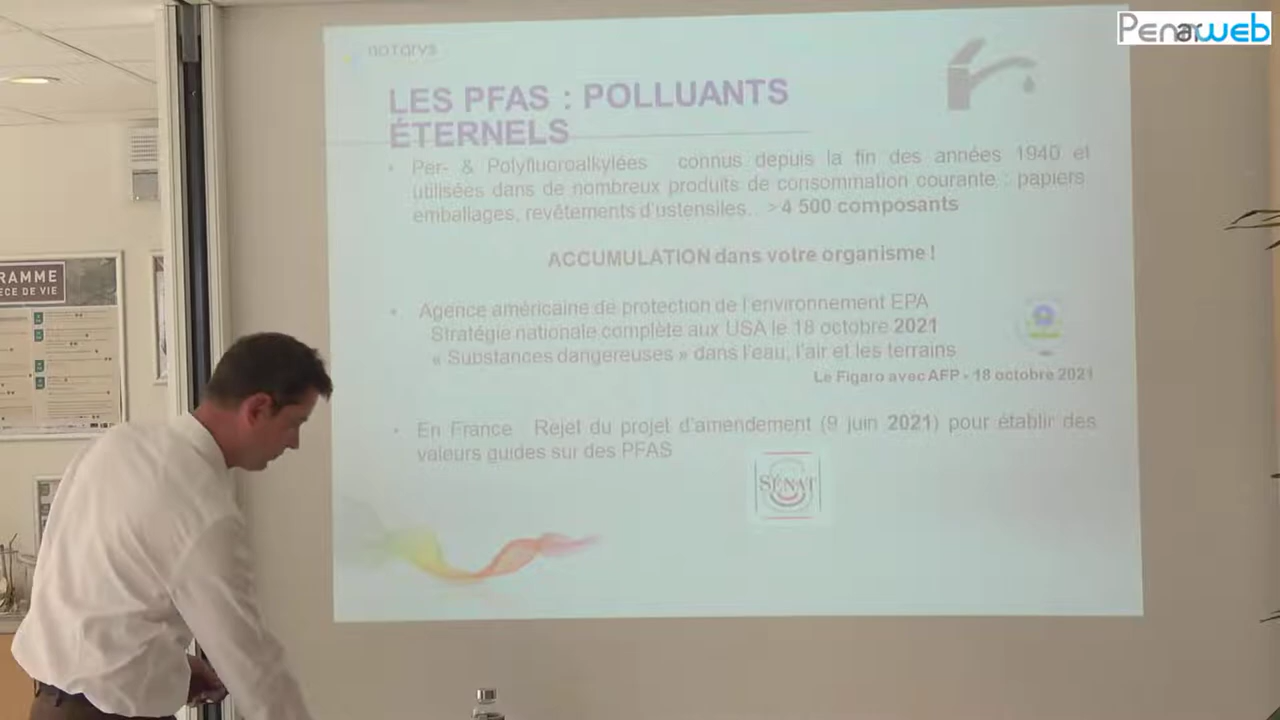 Penarweb
notarys
LES PFAS : POLLUANTS
ÉTERNELS
• Per- & Polyfluoroalkylées connus depuis la fin des années 1940 et
utilisées dans de nombreux produits de consommation courante : papiers
emballages, revêtements d'ustensiles... > 4 500 composants
ACCUMULATION dans votre organisme !
• Agence américaine de protection de l'environnement EPA
Stratégie nationale complète aux USA le 18 octobre 2021
« Substances dangereuses » dans l'eau, l'air et les terrains
Le Figaro avec AFP - 18 octobre 2021
• En France Rejet du projet d'amendement (9 juin 2021) pour établir des
valeurs guides sur des PFAS
SÉNAT
RAMME
ÈCE DE VIE